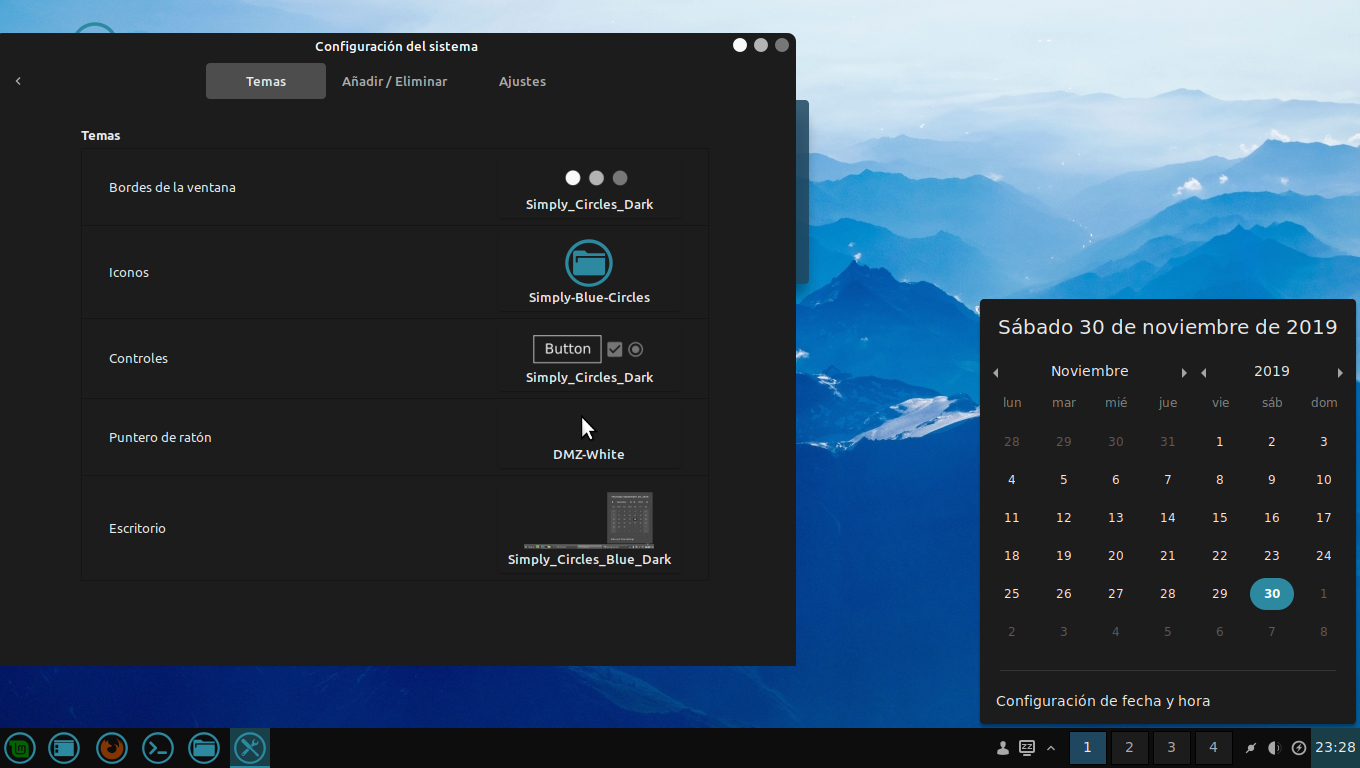 Configuración del sistema
Temas Añadir / Eliminar Ajustes
Temas
Bordes de la ventana
Simply_Circles_Dark
Iconos
Simply-Blue-Circles
Controles
Button
Simply_Circles_Dark
Puntero de ratón
DMZ-White
Escritorio
Simply_Circles_Blue_Dark
Sábado 30 de noviembre de 2019
Noviembre 2019
lun mar mié jue vie sáb dom
28 29 30 31 1 2 3
4 5 6 7 8 9 10
11 12 13 14 15 16 17
18 19 20 21 22 23 24
25 26 27 28 29 30 1
2 3 4 5 6 7 8
Configuración de fecha y hora
1 2 3 4 23:28